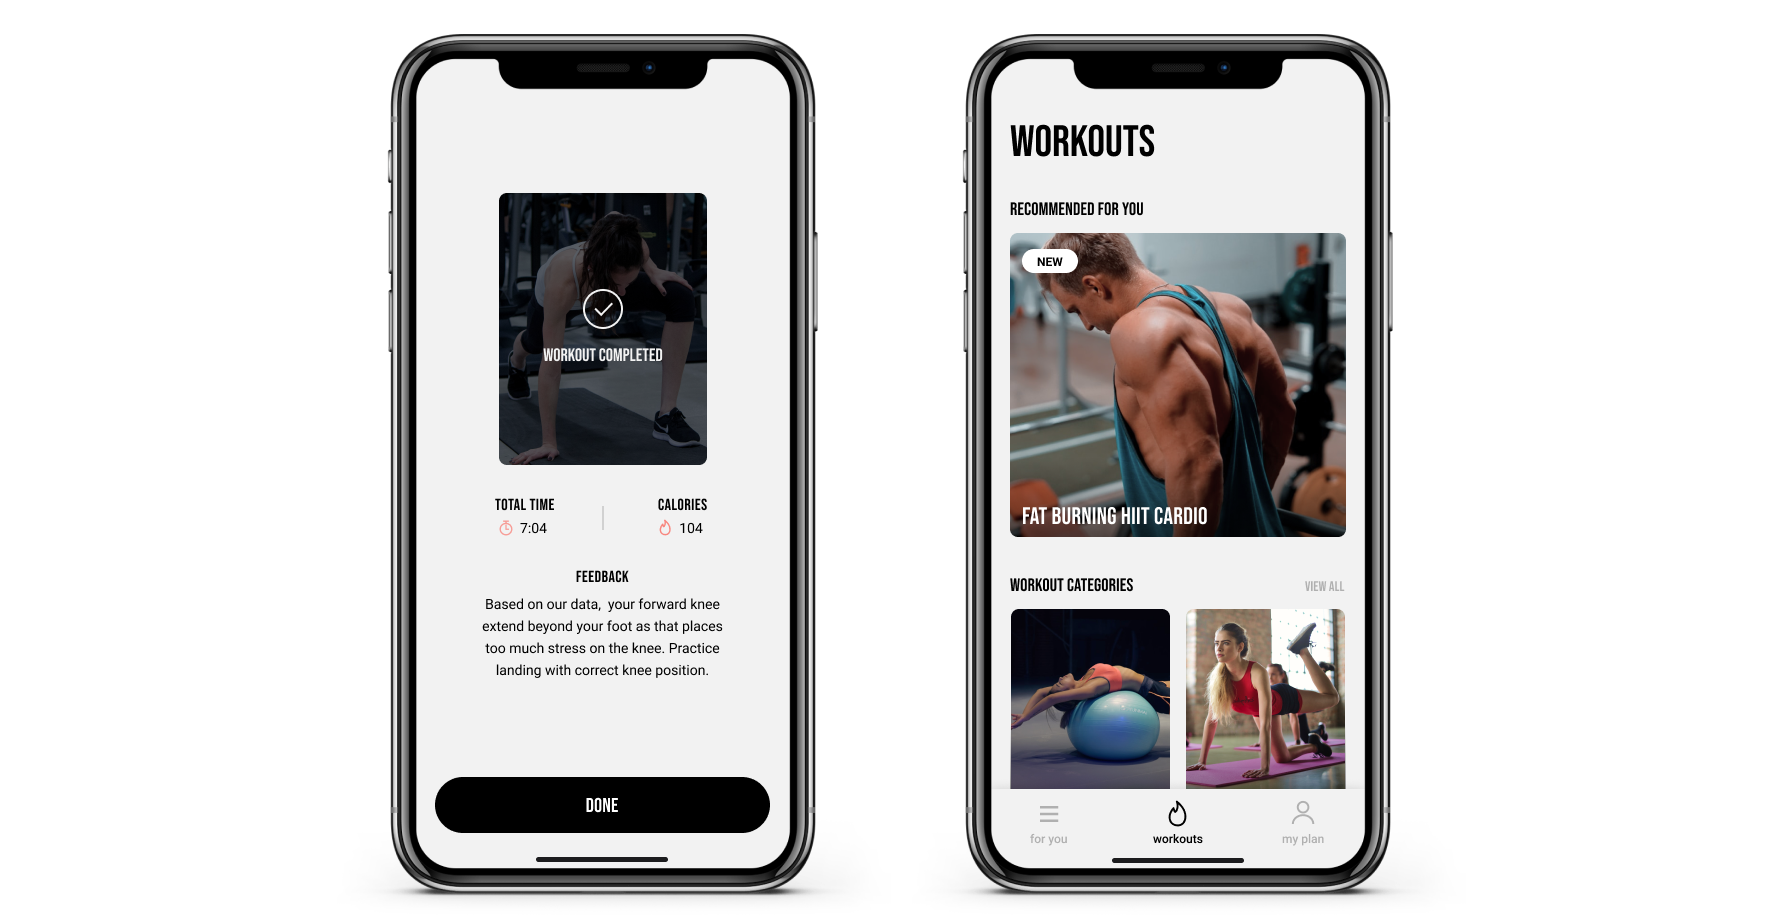 WORKOUT COMPLETED
TOTAL TIME
7:04
CALORIES
104
FEEDBACK
Based on our data,  your forward knee
extend beyond your foot as that places
too much stress on the knee. Practice
landing with correct knee position.
DONE
WORKOUTS
RECOMMENDED FOR YOU
NEW
FAT BURNING HIIT CARDIO
WORKOUT CATEGORIES
VIEW ALL
for you
workouts
my plan